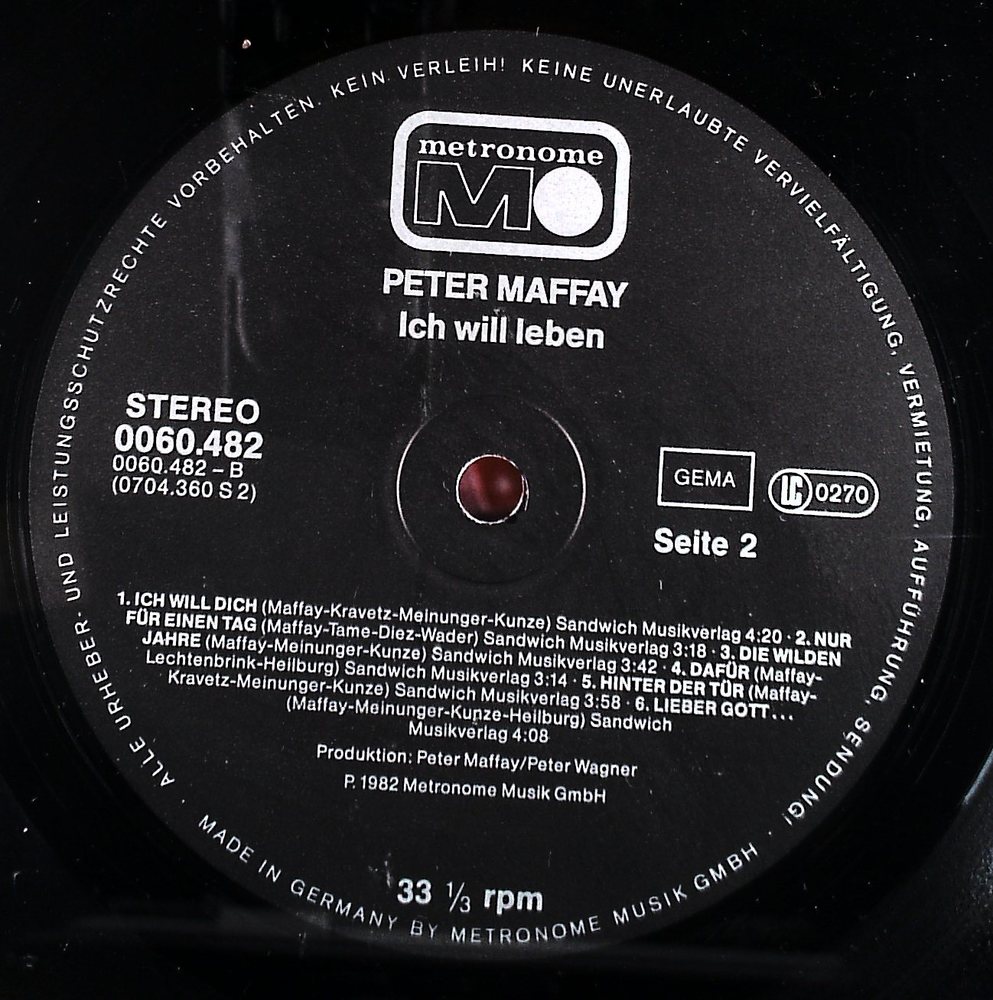 ALLE URHEBER- UND LEISTUNGSSCHUTZRECHTE VORBEHALTEN. KEIN VERLEIH! KEINE UNERLAUBTE VERVIELFÄLTIGUNG, VERMIETUNG, AUFFÜHRUNG, SENDUNG!
metronome
MO
PETER MAFFAY
Ich will leben
STEREO
0060.482
0060.482 – B
(0704.360 S 2)
GEMA
LC 0270
Seite 2
1. ICH WILL DICH (Maffay-Kravetz-Meinunger-Kunze) Sandwich Musikverlag 4:20 · 2. NUR
FÜR EINEN TAG (Maffay-Tame-Diez-Wader) Sandwich Musikverlag 3:18 · 3. DIE WILDEN
JAHRE (Maffay-Meinunger-Kunze) Sandwich Musikverlag 3:42 · 4. DAFÜR (Maffay-
Lechtenbrink-Heilburg) Sandwich Musikverlag 3:14 · 5. HINTER DER TÜR (Maffay-
Kravetz-Meinunger-Kunze) Sandwich Musikverlag 3:58 · 6. LIEBER GOTT...
(Maffay-Meinunger-Kunze-Heilburg) Sandwich
Musikverlag 4:08
Produktion: Peter Maffay/Peter Wagner
P. 1982 Metronome Musik GmbH
33 1/3 rpm
· MADE IN GERMANY BY METRONOME MUSIK GMBH ·